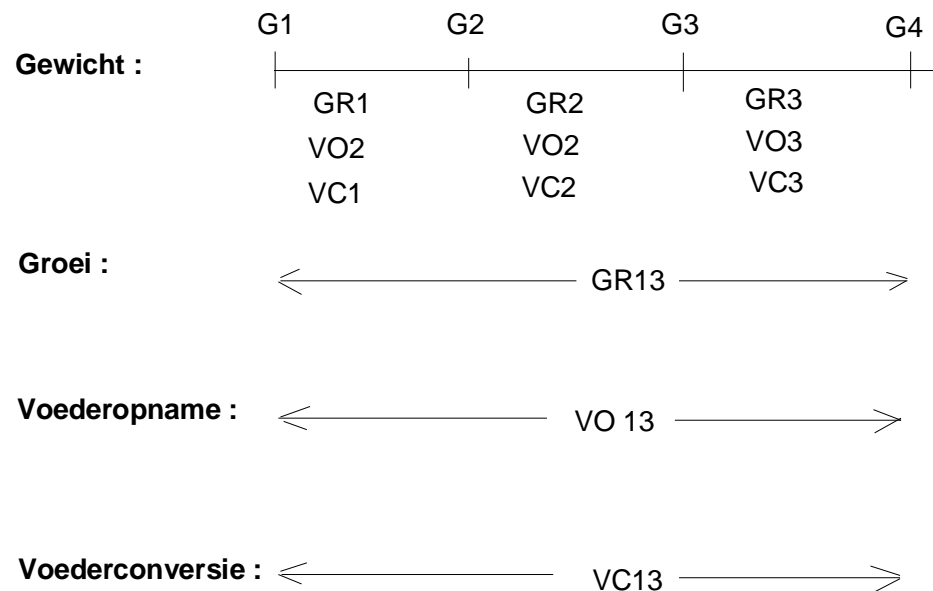 G1 G2 G3 G4
Gewicht :
GR1 GR2 GR3
VO2 VO2 VO3
VC1 VC2 VC3
Groei : GR13
Voederopname : VO 13
Voederconversie : VC13